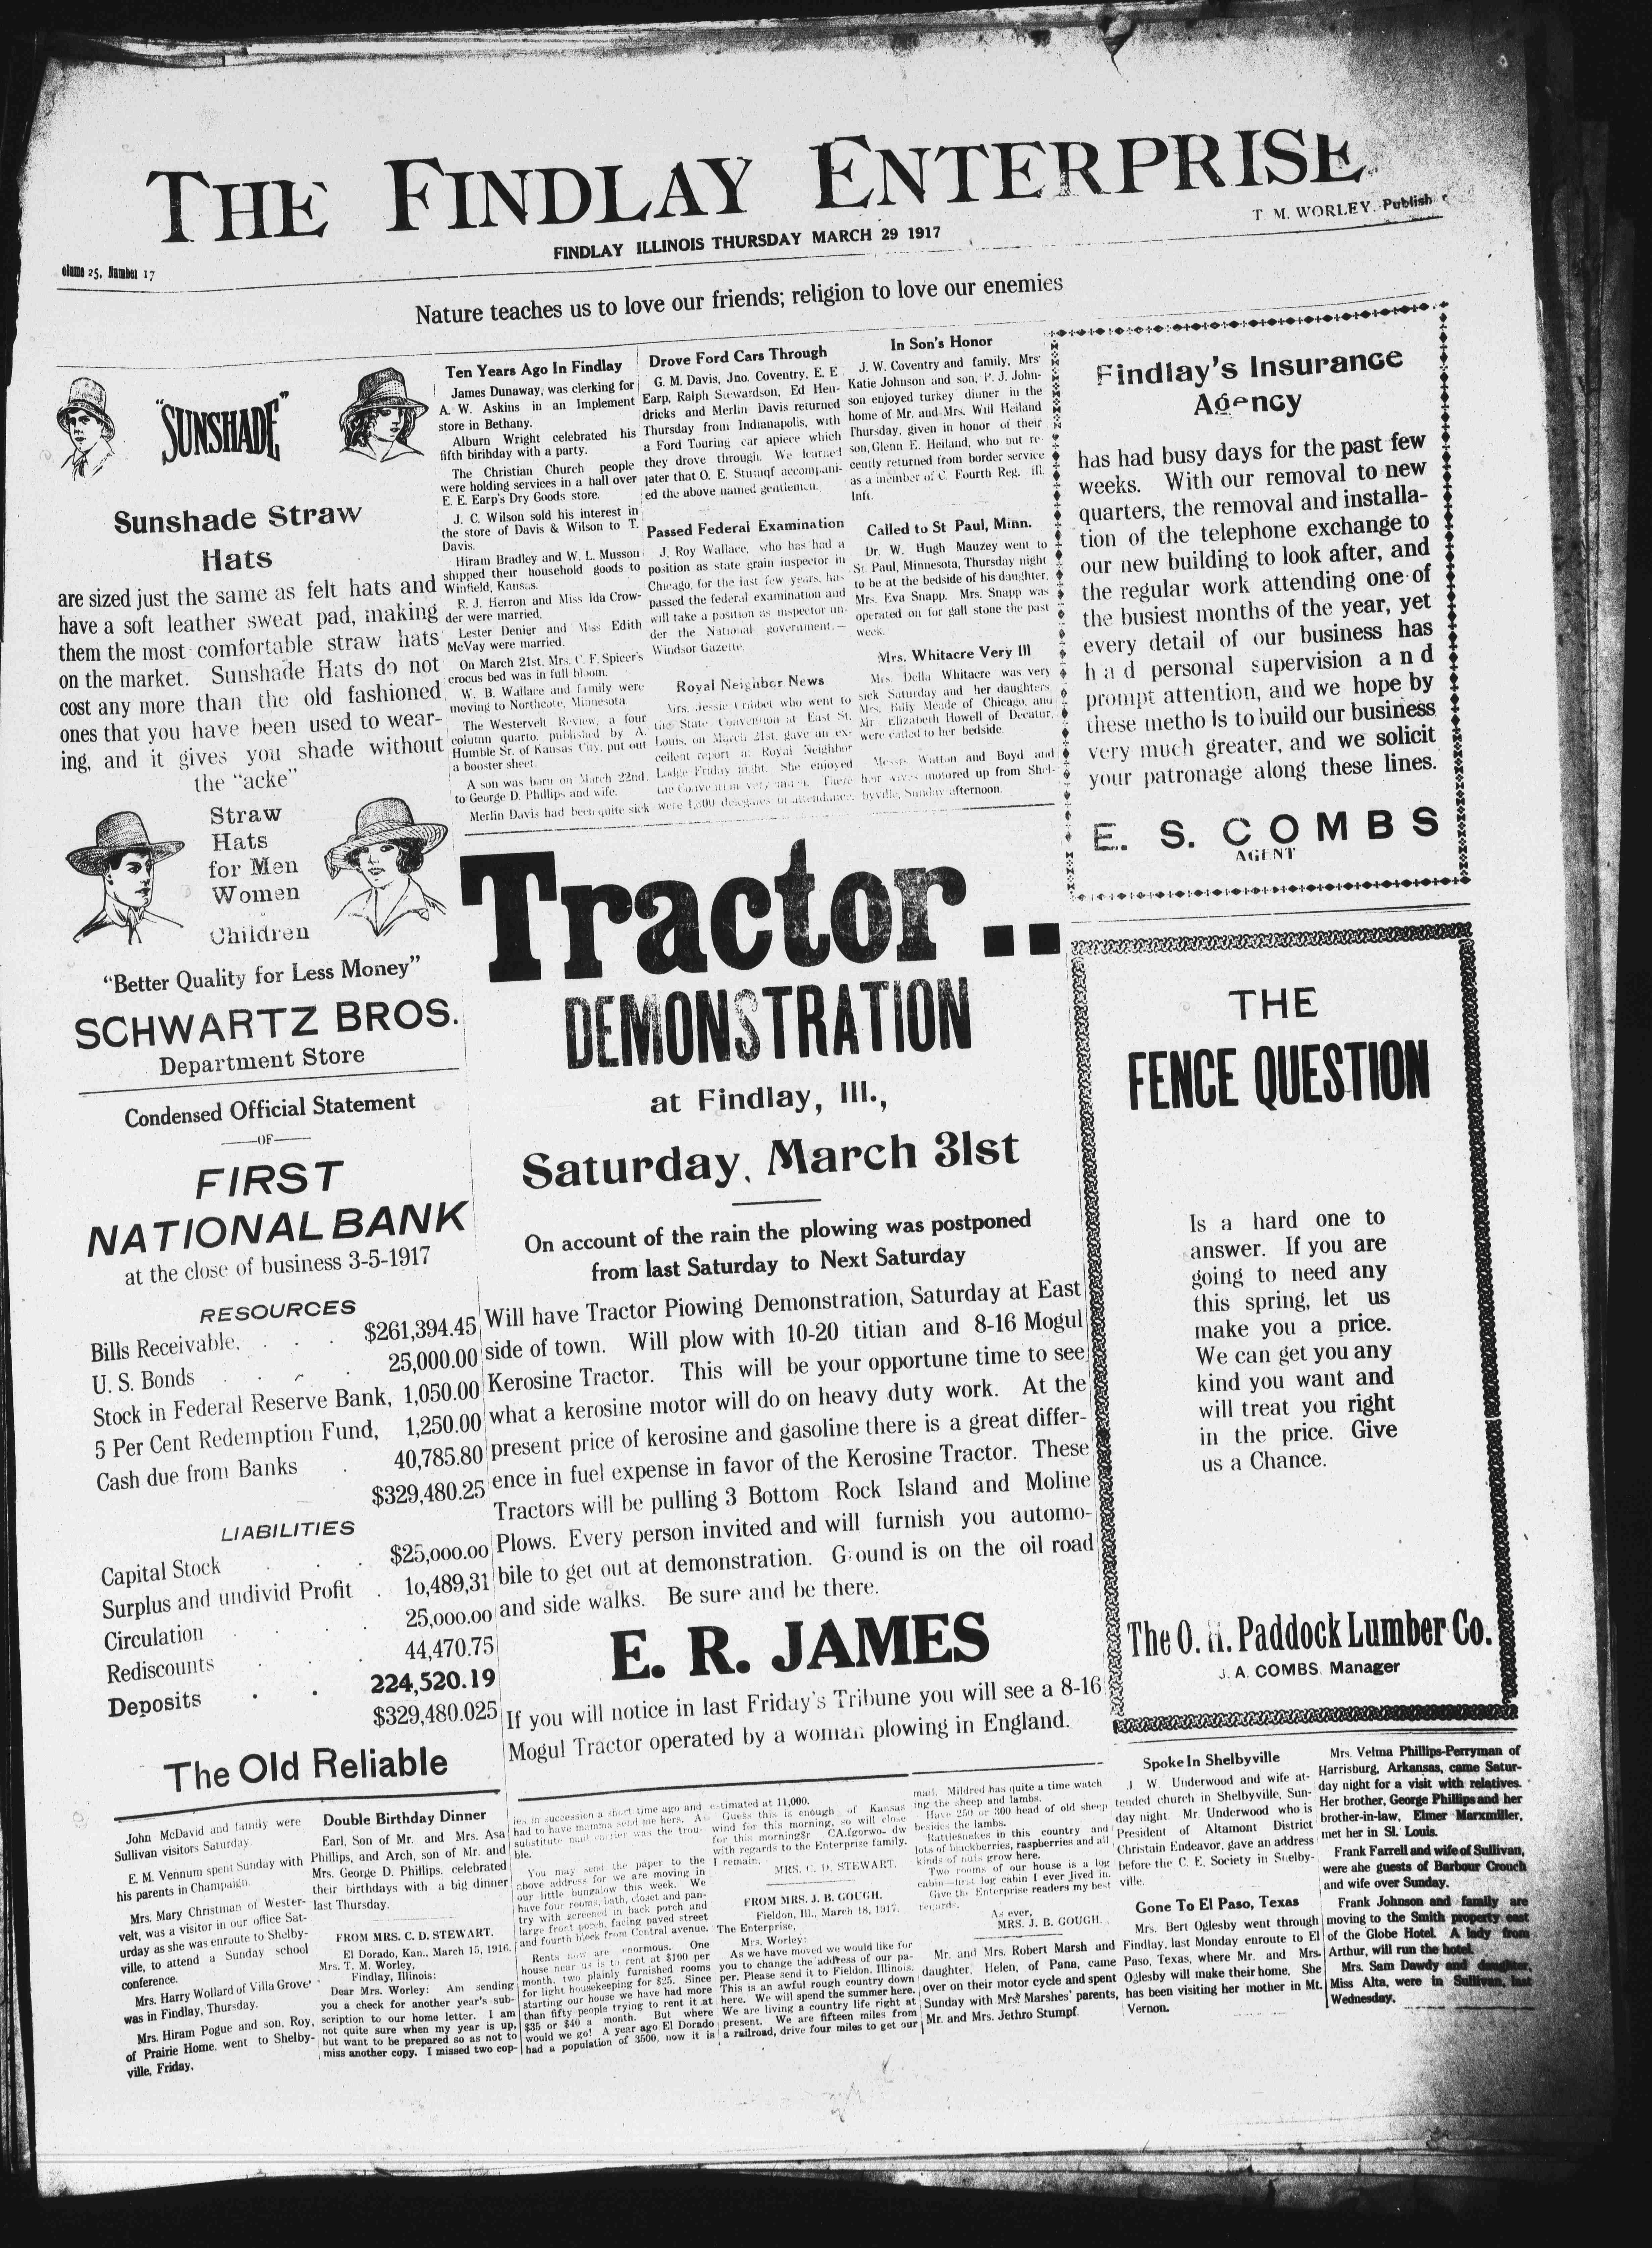 THE FINDLAY ENTERPRISE
T. M. WORLEY, Publish r
FINDLAY ILLINOIS THURSDAY MARCH 29 1917
olume 25, Number 17
Nature teaches us to love our friends; religion to love our enemies
"SUNSHADE"
Sunshade Straw
Hats
are sized just the same as felt hats and
have a soft leather sweat pad, making
them the most comfortable straw hats
on the market. Sunshade Hats do not
cost any more than the old fashioned
ones that you have been used to wear-
ing, and it gives you shade without
the "acke"
Straw
Hats
for Men
Women
Children
"Better Quality for Less Money"
SCHWARTZ BROS.
Department Store
Condensed Official Statement
—OF—
FIRST
NATIONAL BANK
at the close of business 3-5-1917
RESOURCES
Bills Receivable, . . . $261,394.45
U. S. Bonds . . . . 25,000.00
Stock in Federal Reserve Bank, 1,050.00
5 Per Cent Redemption Fund, 1,250.00
Cash due from Banks . 40,785.80
$329,480.25
LIABILITIES
Capital Stock . . . $25,000.00
Surplus and undivid Profit . 10,489,31
Circulation . . . . 25,000.00
Rediscounts . . . 44,470.75
Deposits . . 224,520.19
$329,480.025
The Old Reliable
Ten Years Ago In Findlay
James Dunaway, was clerking for
A. W. Askins in an Implement
store in Bethany.
Alburn Wright celebrated his
fifth birihday with a party.
The Christian Church people
were holding services in a hall over
E. E. Earp's Dry Goods store.
J. C. Wilson sold his interest in
the store of Davis & Wilson to T.
Davis.
Hiram Bradley and W. L. Musson
shipped their household goods to
Winfield, Kansas.
R. J. Herron and Miss Ida Crow-
der were married.
Lester Denier and Miss Edith
McVay were married.
On March 21st, Mrs. C. F. Spicer's
crocus bed was in full bloom.
W. B. Wallace and family were
moving to Northcote, Minnesota.
The Westervelt Review, a four
column quarto, published by A.
Humble Sr. of Kansas City, put out
a booster sheet
A son was born on March 22nd,
to George D. Phillips and wife.
Merlin Davis had been quite sick
Drove Ford Cars Through
G. M. Davis, Jno. Coventry, E. E
Earp, Ralph Stewardson, Ed Hen-
dricks and Merlin Davis returned
Thursday from Indianapolis, with
a Ford Touring car apiece which
they drove through. We learned
later that O. E. Stumqf accompani-
ed the above named gentlemen.
Passed Federal Examination
J. Roy Wallace, who has had a
position as state grain inspector in
Chicago, for the last few years, has
passed the federal examination and
will take a position as inspector un-
der the National government.—
Windsor Gazette.
Royal Neighbor News
Mrs. Jessie Cribbet who went to
the State Convention at East St.
Louis, on March 21st, gave an ex-
cellent report at Royal Neighbor
Lodge Friday night. She enjoyed
the Convention very much. There
were 1,800 delegates in attendance.
In Son's Honor
J. W. Coventry and family, Mrs
Katie Johnson and son, P. J. John-
son enjoyed turkey dinner in the
home of Mr. and Mrs. Will Heiland
Thursday, given in honor of their
son, Glenn E. Heiland, who but re-
cently returned from border service
as a member of C. Fourth Reg. Ill.
Inft.
Called to St Paul, Minn.
Dr. W. Hugh Mauzey went to
St. Paul, Minnesota, Thursday night
to be at the bedside of his daughter,
Mrs. Eva Snapp. Mrs. Snapp was
operated on for gall stone the past
week.
Mrs. Whitacre Very Ill
Mrs. Della Whitacre was very
sick Saturday and her daughters,
Mrs. Billy Meade of Chicago, and
Mr Elizabeth Howell of Decatur,
were called to her bedside.
Messrs Watton and Boyd and
their wives motored up from Shel-
byville, Sunday afternoon.
Tractor..
DEMONSTRATION
at Findlay, Ill.,
Saturday, March 31st
On account of the rain the plowing was postponed
from last Saturday to Next Saturday
Will have Tractor Piowing Demonstration, Saturday at East
side of town. Will plow with 10-20 titian and 8-16 Mogul
Kerosine Tractor. This will be your opportune time to see
what a kerosine motor will do on heavy duty work. At the
present price of kerosine and gasoline there is a great differ-
ence in fuel expense in favor of the Kerosine Tractor. These
Tractors will be pulling 3 Bottom Rock Island and Moline
Plows. Every person invited and will furnish you automo-
bile to get out at demonstration. Ground is on the oil road
and side walks. Be sure and be there.
E. R. JAMES
If you will notice in last Friday's Tribune you will see a 8-16
Mogul Tractor operated by a woman plowing in England.
Findlay's Insurance
Agency
has had busy days for the past few
weeks. With our removal to new
quarters, the removal and installa-
tion of the telephone exchange to
our new building to look after, and
the regular work attending one of
the busiest months of the year, yet
every detail of our business has
had personal supervision and
prompt attention, and we hope by
these metho ls to build our business
very much greater, and we solicit
your patronage along these lines.
E. S. COMBS
AGENT
THE
FENCE QUESTION
Is a hard one to
answer. If you are
going to need any
this spring, let us
make you a price.
We can get you any
kind you want and
will treat you right
in the price. Give
us a Chance.
The O. H. Paddock Lumber Co.
J. A. COMBS Manager
John McDavid and family were
Sullivan visitors Saturday.
E. M. Vennum spent Sunday with
his parents in Champaign.
Mrs. Mary Christman of Wester-
velt, was a visitor in our office Sat-
urday as she was enroute to Shelby-
ville, to attend a Sunday school
conference.
Mrs. Harry Wollard of Villa Grove
was in Findlay, Thursday.
Mrs. Hiram Pogue and son, Roy,
of Prairie Home, went to Shelby-
ville, Friday,
Double Birthday Dinner
Earl, Son of Mr. and Mrs. Asa
Phillips, and Arch, son of Mr. and
Mrs. George D. Phillips, celebrated
their birthdays with a big dinner
last Thursday.
FROM MRS. C. D. STEWART.
El Dorado, Kan., March 15, 1916.
Mrs. T. M. Worley,
Findlay, Illinois:
Dear Mrs. Worley: Am sending
you a check for another year's sub-
scription to our home letter. I am
not quite sure when my year is up,
but want to be prepared so as not to
miss another copy. I missed two cop-
ies in succession a short time ago and
had to have mamma send me hers. A
substitute mail carrier was the trou-
ble.
You may send the paper to the
above address for we are moving in
our little bungalow this week. We
have four rooms, bath, closet and pan-
try with screened in back porch and
large front porch, facing paved street
and fourth block from Central avenue.
Rents now are enormous. One
house near us is to rent at $100 per
month, two plainly furnished rooms
for light housekeeping for $25. Since
starting our house we have had more
than fifty people trying to rent it at
$35 or $40 a month. But where
would we go! A year ago El Dorado
had a population of 3500, now it is
estimated at 11,000.
Guess this is enough of Kansas
wind for this morning, so will close
for this morningßr CA,fgorwo- dw
with regards to the Enterprise family.
I remain,
MRS. C. D. STEWART.
FROM MRS. J. B. GOUGH.
Fieldon, Ill., March 18, 1917.
The Enterprise,
Mrs. Worley:
As we have moved we would like for
you to change the address of our pa-
per. Please send it to Fieldon, Illinois.
This is an awful rough country down
here. We will spend the summer here.
We are living a country life right at
present. We are fifteen miles from
a railroad, drive four miles to get our
mail. Mildred has quite a time watch
ing the sheep and lambs.
Have 250 or 300 head of old sheep
besides the lambs.
Rattlesnakes in this country and
lots of blackberries, raspberries and all
kinds of nuts grow here.
Two rooms of our house is a log
cabin—first log cabin I ever lived in.
Give the Enterprise readers my best
regards.
As ever,
MRS. J. B. GOUGH.
Mr. and Mrs. Robert Marsh and
daughter, Helen, of Pana, came
over on their motor cycle and spent
Sunday with Mrs Marshes' parents,
Mr. and Mrs. Jethro Stumpf.
Spoke In Shelbyville
J. W. Underwood and wife at-
tended church in Shelbyville, Sun-
day night. Mr. Underwood who is
President of Altamont District
Christain Endeavor, gave an address
before the C. E. Society in Shelby-
ville.
Gone To El Paso, Texas
Mrs. Bert Oglesby went through
Findlay, last Monday enroute to El
Paso, Texas, where Mr. and Mrs.
Oglesby will make their home. She
has been visiting her mother in Mt.
Vernon.
Mrs. Velma Phillips-Perryman of
Harrisburg, Arkansas, came Satur-
day night for a visit with relatives.
Her brother, George Phillips and her
brother-in-law, Elmer Marxmiller,
met her in St. Louis.
Frank Farrell and wife of Sullivan,
were ahe guests of Barbour Crouch
and wife over Sunday.
Frank Johnson and family are
moving to the Smith property east
of the Globe Hotel. A lady from
Arthur, will run the hotel.
Mrs. Sam Dawdy and daughter,
Miss Alta, were in Sullivan, last
Wednesday.